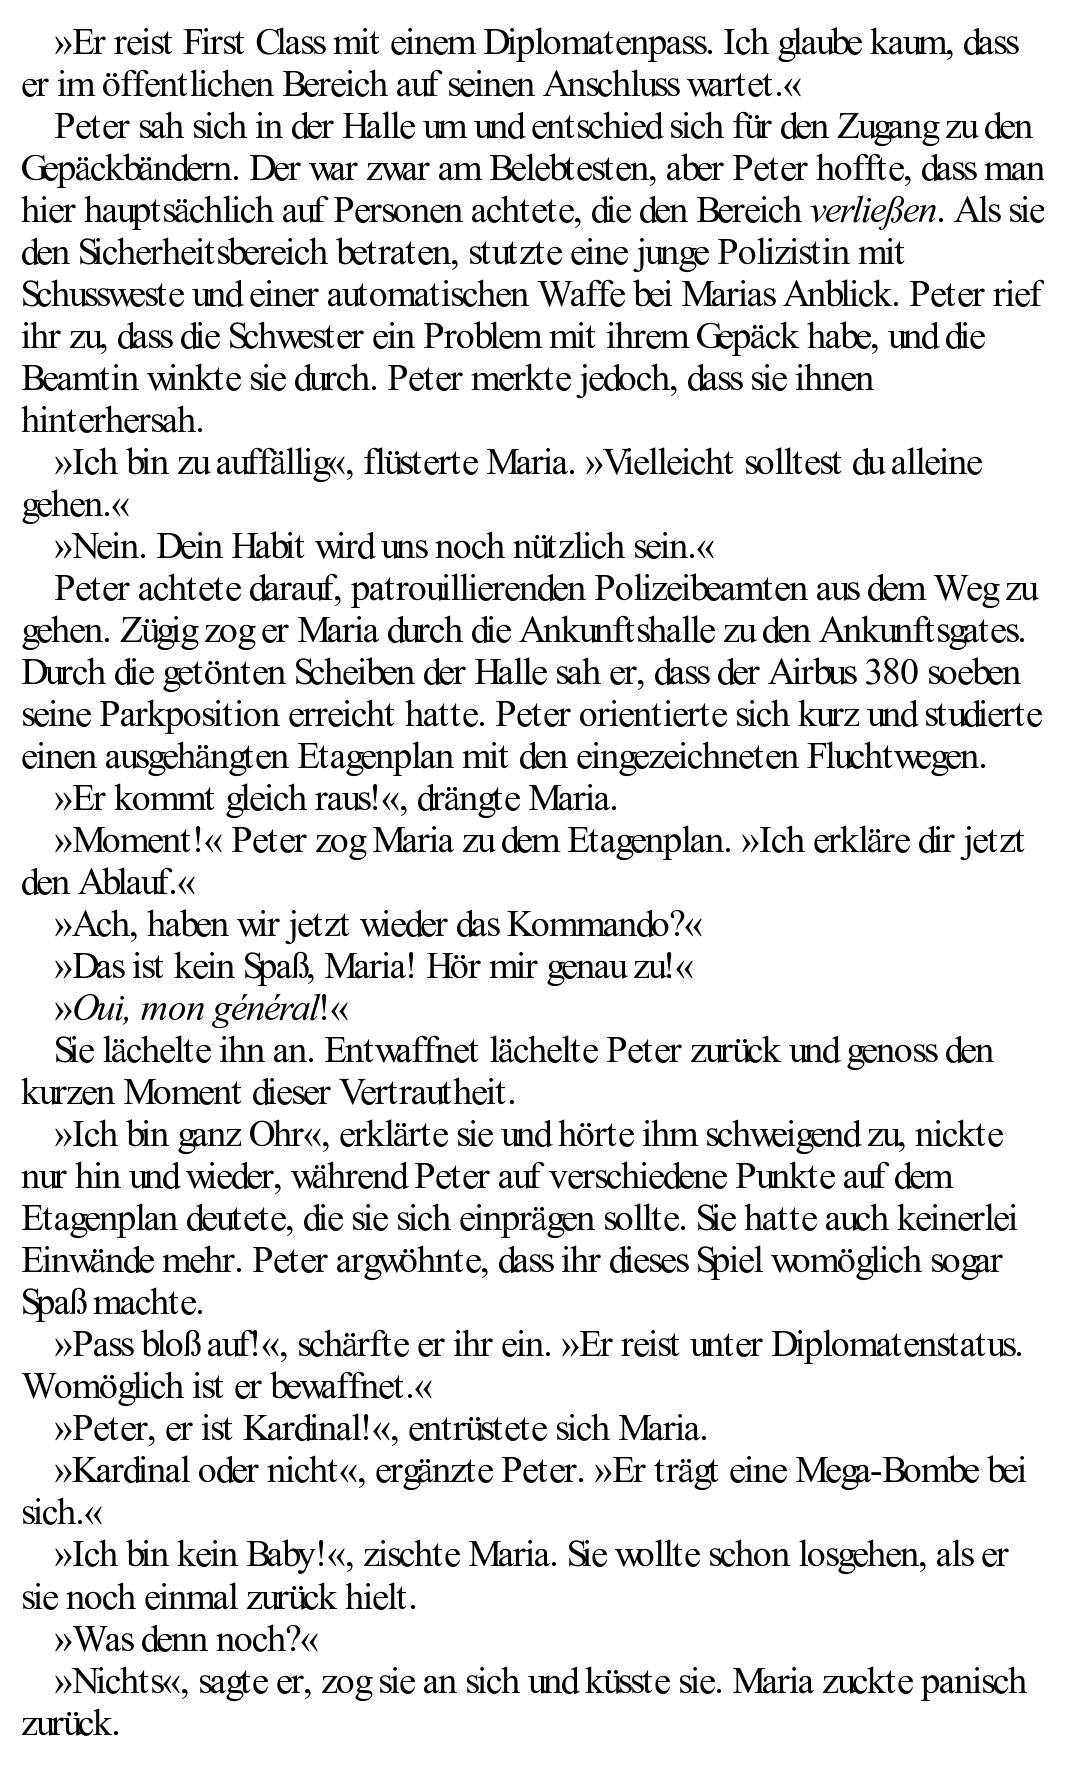 »Er reist First Class mit einem Diplomatenpass. Ich glaube kaum, dass
er im öffentlichen Bereich auf seinen Anschluss wartet.«
Peter sah sich in der Halle um und entschied sich für den Zugang zu den
Gepäckbändern. Der war zwar am Belebtesten, aber Peter hoffte, dass man
hier hauptsächlich auf Personen achtete, die den Bereich verließen. Als sie
den Sicherheitsbereich betraten, stutzte eine junge Polizistin mit
Schussweste und einer automatischen Waffe bei Marias Anblick. Peter rief
ihr zu, dass die Schwester ein Problem mit ihrem Gepäck habe, und die
Beamtin winkte sie durch. Peter merkte jedoch, dass sie ihnen
hinterhersah.
»Ich bin zu auffällig«, flüsterte Maria. »Vielleicht solltest du alleine
gehen.«
»Nein. Dein Habit wird uns noch nützlich sein.«
Peter achtete darauf, patrouillierenden Polizeibeamten aus dem Weg zu
gehen. Zügig zog er Maria durch die Ankunftshalle zu den Ankunftsgates.
Durch die getönten Scheiben der Halle sah er, dass der Airbus 380 soeben
seine Parkposition erreicht hatte. Peter orientierte sich kurz und studierte
einen ausgehängten Etagenplan mit den eingezeichneten Fluchtwegen.
»Er kommt gleich raus!«, drängte Maria.
»Moment!« Peter zog Maria zu dem Etagenplan. »Ich erkläre dir jetzt
den Ablauf.«
»Ach, haben wir jetzt wieder das Kommando?«
»Das ist kein Spaß, Maria! Hör mir genau zu!«
»Oui, mon général!«
Sie lächelte ihn an. Entwaffnet lächelte Peter zurück und genoss den
kurzen Moment dieser Vertrautheit.
»Ich bin ganz Ohr«, erklärte sie und hörte ihm schweigend zu, nickte
nur hin und wieder, während Peter auf verschiedene Punkte auf dem
Etagenplan deutete, die sie sich einprägen sollte. Sie hatte auch keinerlei
Einwände mehr. Peter argwöhnte, dass ihr dieses Spiel womöglich sogar
Spaß machte.
»Pass bloß auf!«, schärfte er ihr ein. »Er reist unter Diplomatenstatus.
Womöglich ist er bewaffnet.«
»Peter, er ist Kardinal!«, entrüstete sich Maria.
»Kardinal oder nicht«, ergänzte Peter. »Er trägt eine Mega-Bombe bei
sich.«
»Ich bin kein Baby!«, zischte Maria. Sie wollte schon losgehen, als er
sie noch einmal zurück hielt.
»Was denn noch?«
»Nichts«, sagte er, zog sie an sich und küsste sie. Maria zuckte panisch
zurück.